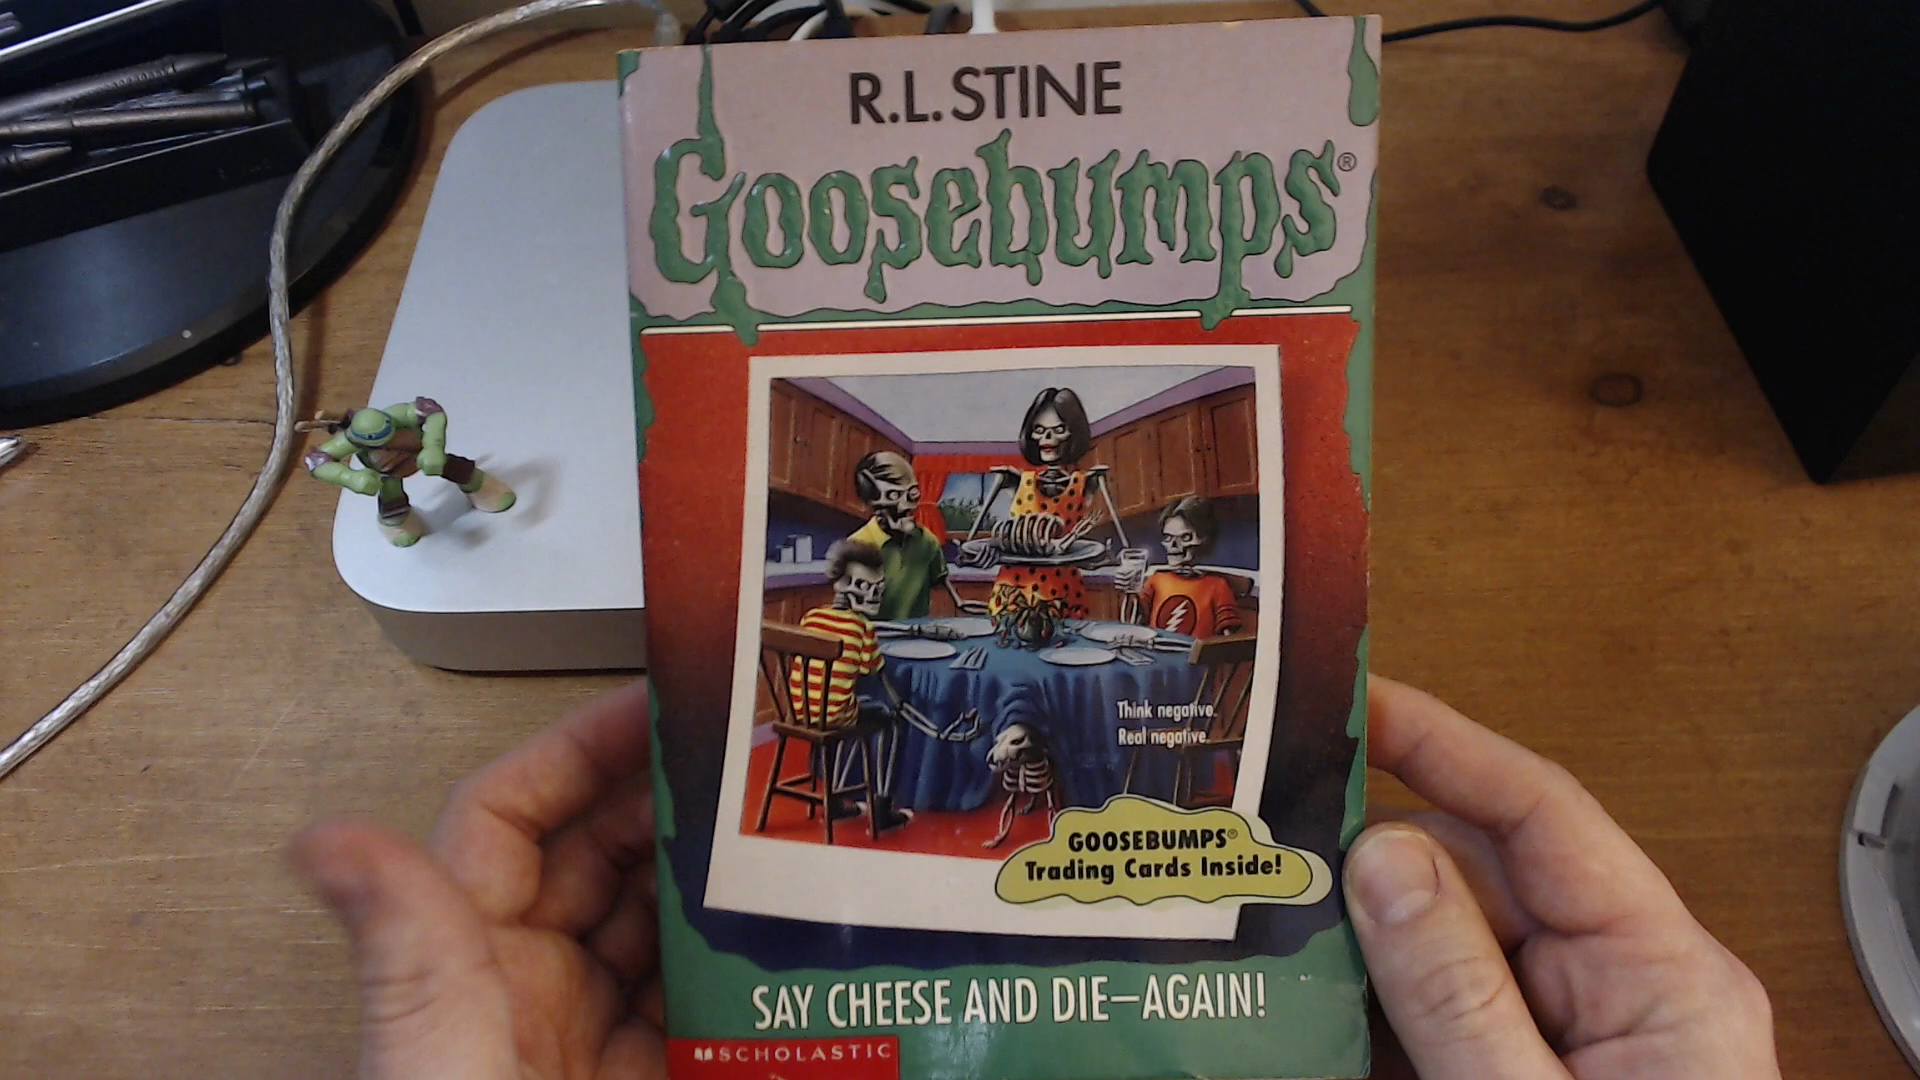 R.L. STINE
Goosebumps®
Think negative.
Real negative.
GOOSEBUMPS®
Trading Cards Inside!
SAY CHEESE AND DIE—AGAIN!
SCHOLASTIC